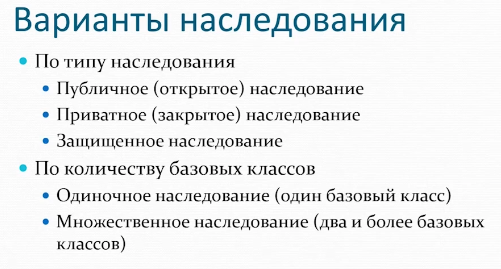 Варианты наследования
По типу наследования
Публичное (открытое) наследование
Приватное (закрытое) наследование
Защищенное наследование
По количеству базовых классов
Одиночное наследование (один базовый класс)
Множественное наследование (два и более базовых
классов)